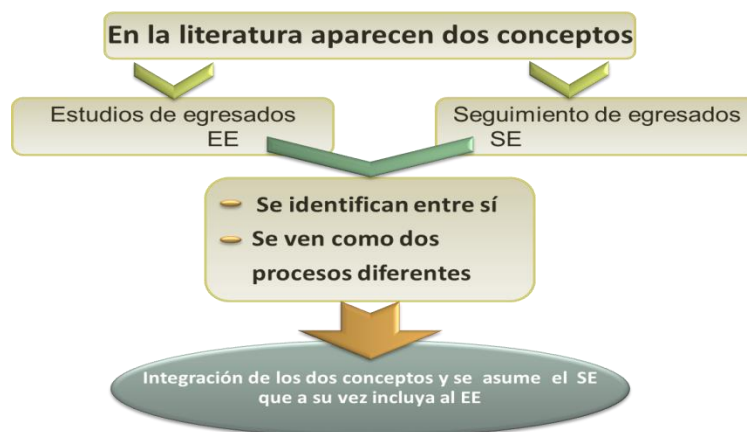 En la literatura aparecen dos conceptos
Estudios de egresados
EE
Seguimiento de egresados
SE
Se identifican entre sí
Se ven como dos
procesos diferentes
Integración de los dos conceptos y se asume el SE
que a su vez incluya al EE